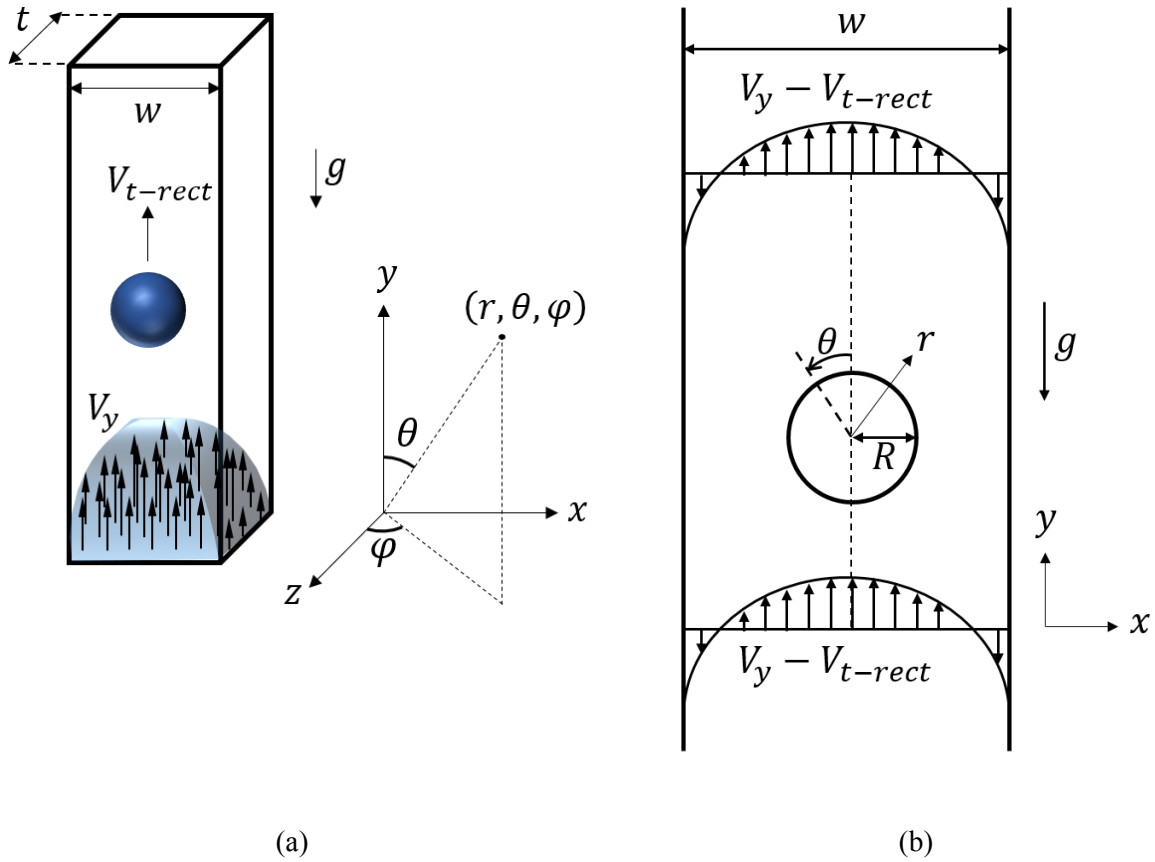 t
w
V_{t-rect}
g
V_y
y
(r, θ, φ)
θ
x
φ
z
(a)
w
V_y − V_{t-rect}
θ
r
g
R
y
x
V_y − V_{t-rect}
(b)